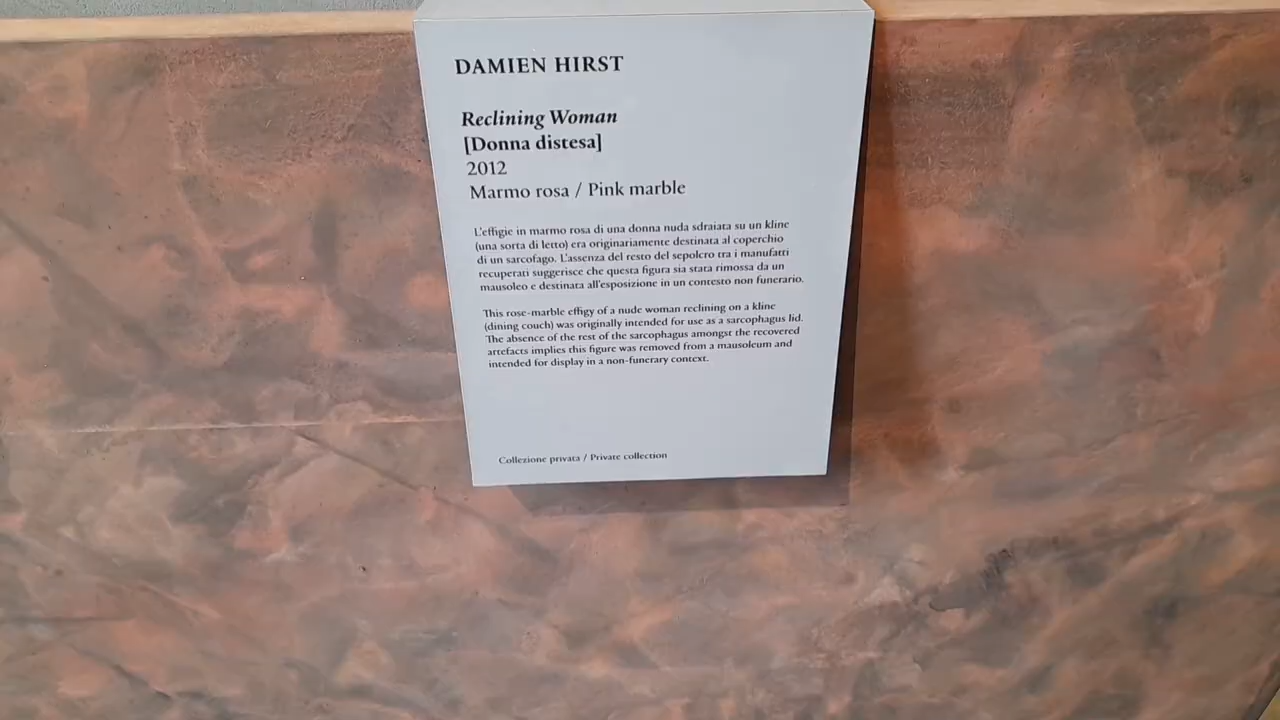 DAMIEN HIRST
Reclining Woman
[Donna distesa]
2012
Marmo rosa / Pink marble
L'effigie in marmo rosa di una donna nuda sdraiata su un kline
(una sorta di letto) era originariamente destinata al coperchio
di un sarcofago. L'assenza del resto del sepolcro tra i manufatti
recuperati suggerisce che questa figura sia stata rimossa da un
mausoleo e destinata all'esposizione in un contesto non funerario.
This rose-marble effigy of a nude woman reclining on a kline
(dining couch) was originally intended for use as a sarcophagus lid.
The absence of the rest of the sarcophagus amongst the recovered
artefacts implies this figure was removed from a mausoleum and
intended for display in a non-funerary context.
Collezione privata / Private collection